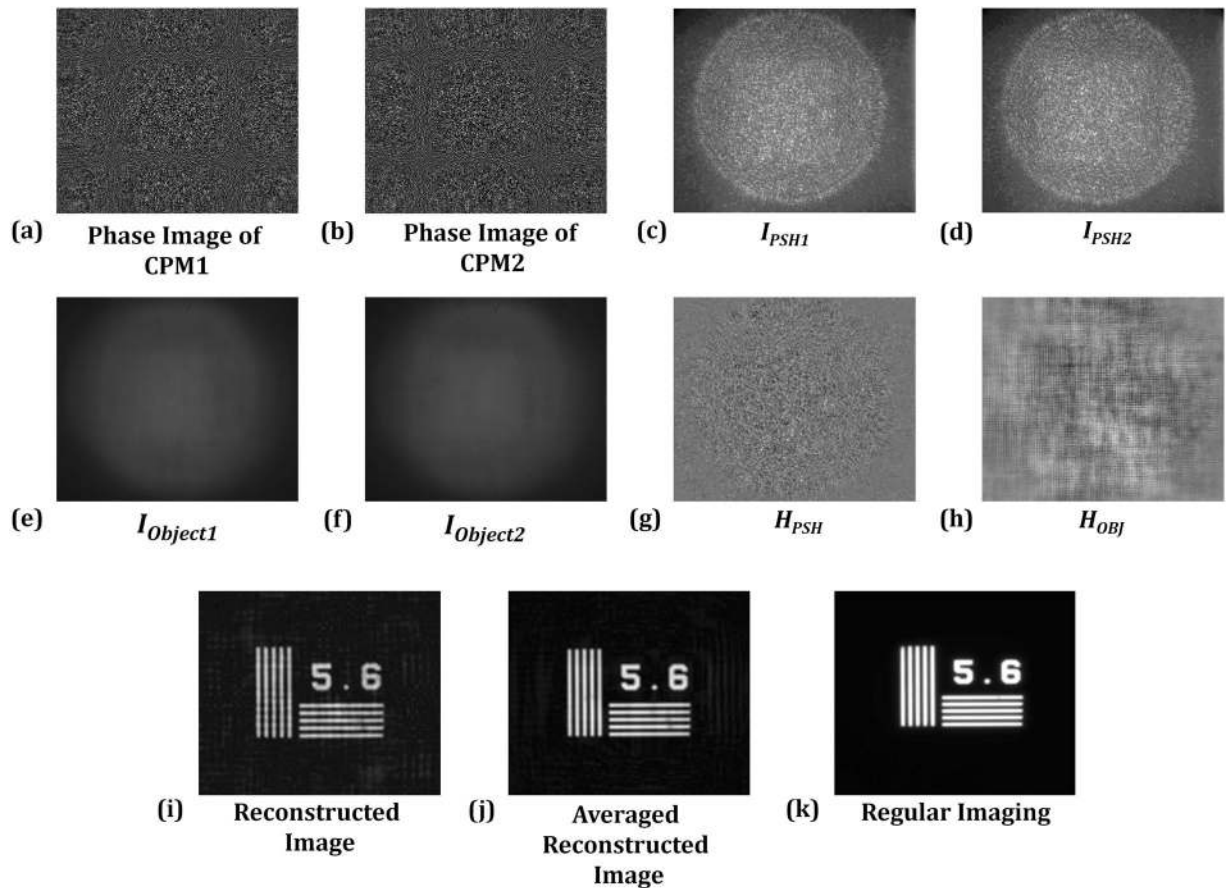 (a) Phase Image of
CPM1
(b) Phase Image of
CPM2
(c) I_PSH1
(d) I_PSH2
(e) I_Object1
(f) I_Object2
(g) H_PSH
(h) H_OBJ
5.6
5.6
5.6
(i) Reconstructed
Image
(j) Averaged
Reconstructed
Image
(k) Regular Imaging